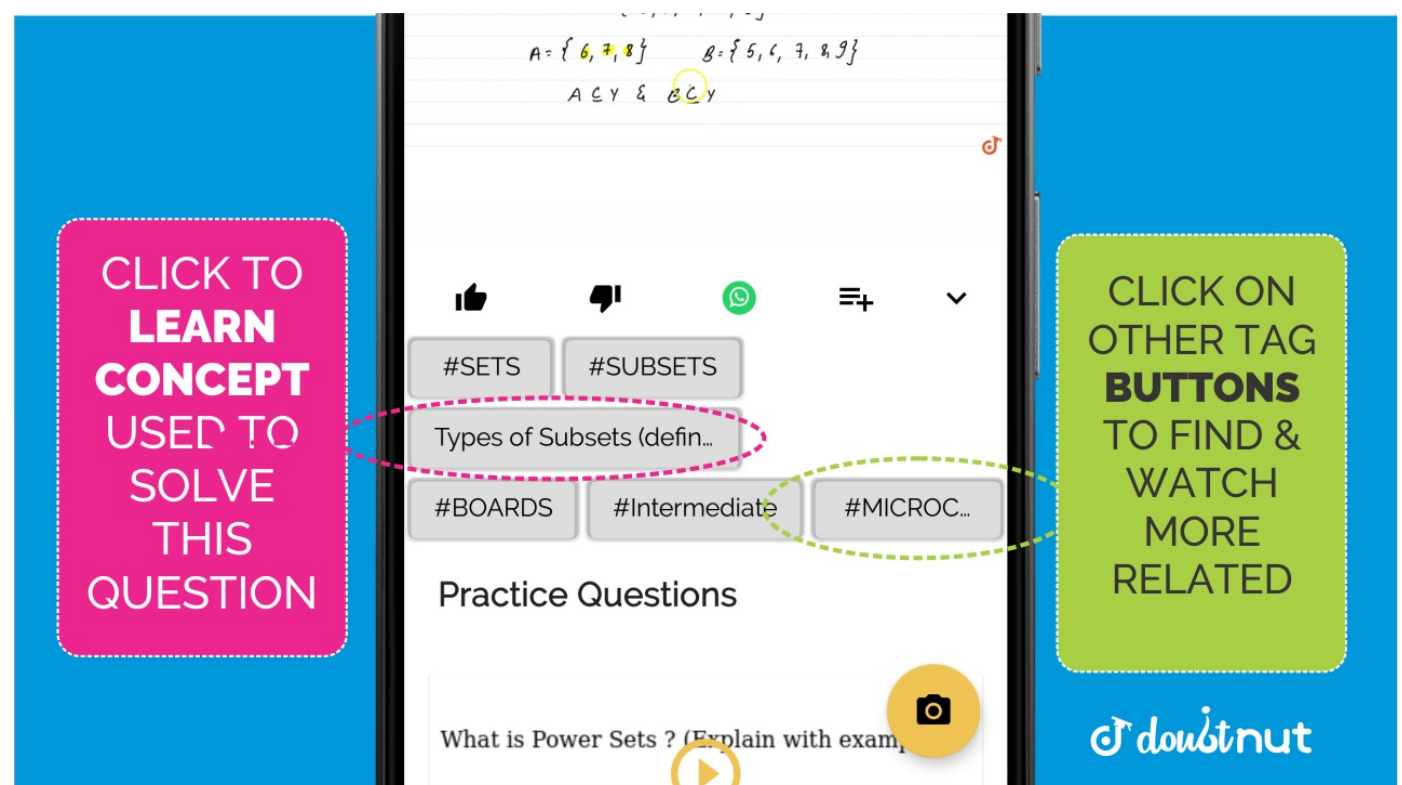 A = { 6, 7, 8} B = { 5, 6, 7, 8, 9}
A ⊆ Y & B ⊆ Y
CLICK TO
LEARN
CONCEPT
USED TO
SOLVE
THIS
QUESTION
#SETS #SUBSETS
Types of Subsets (defin...
#BOARDS #Intermediate #MICROC...
Practice Questions
What is Power Sets ? (Explain with
CLICK ON
OTHER TAG
BUTTONS
TO FIND &
WATCH
MORE
RELATED
doubtnut